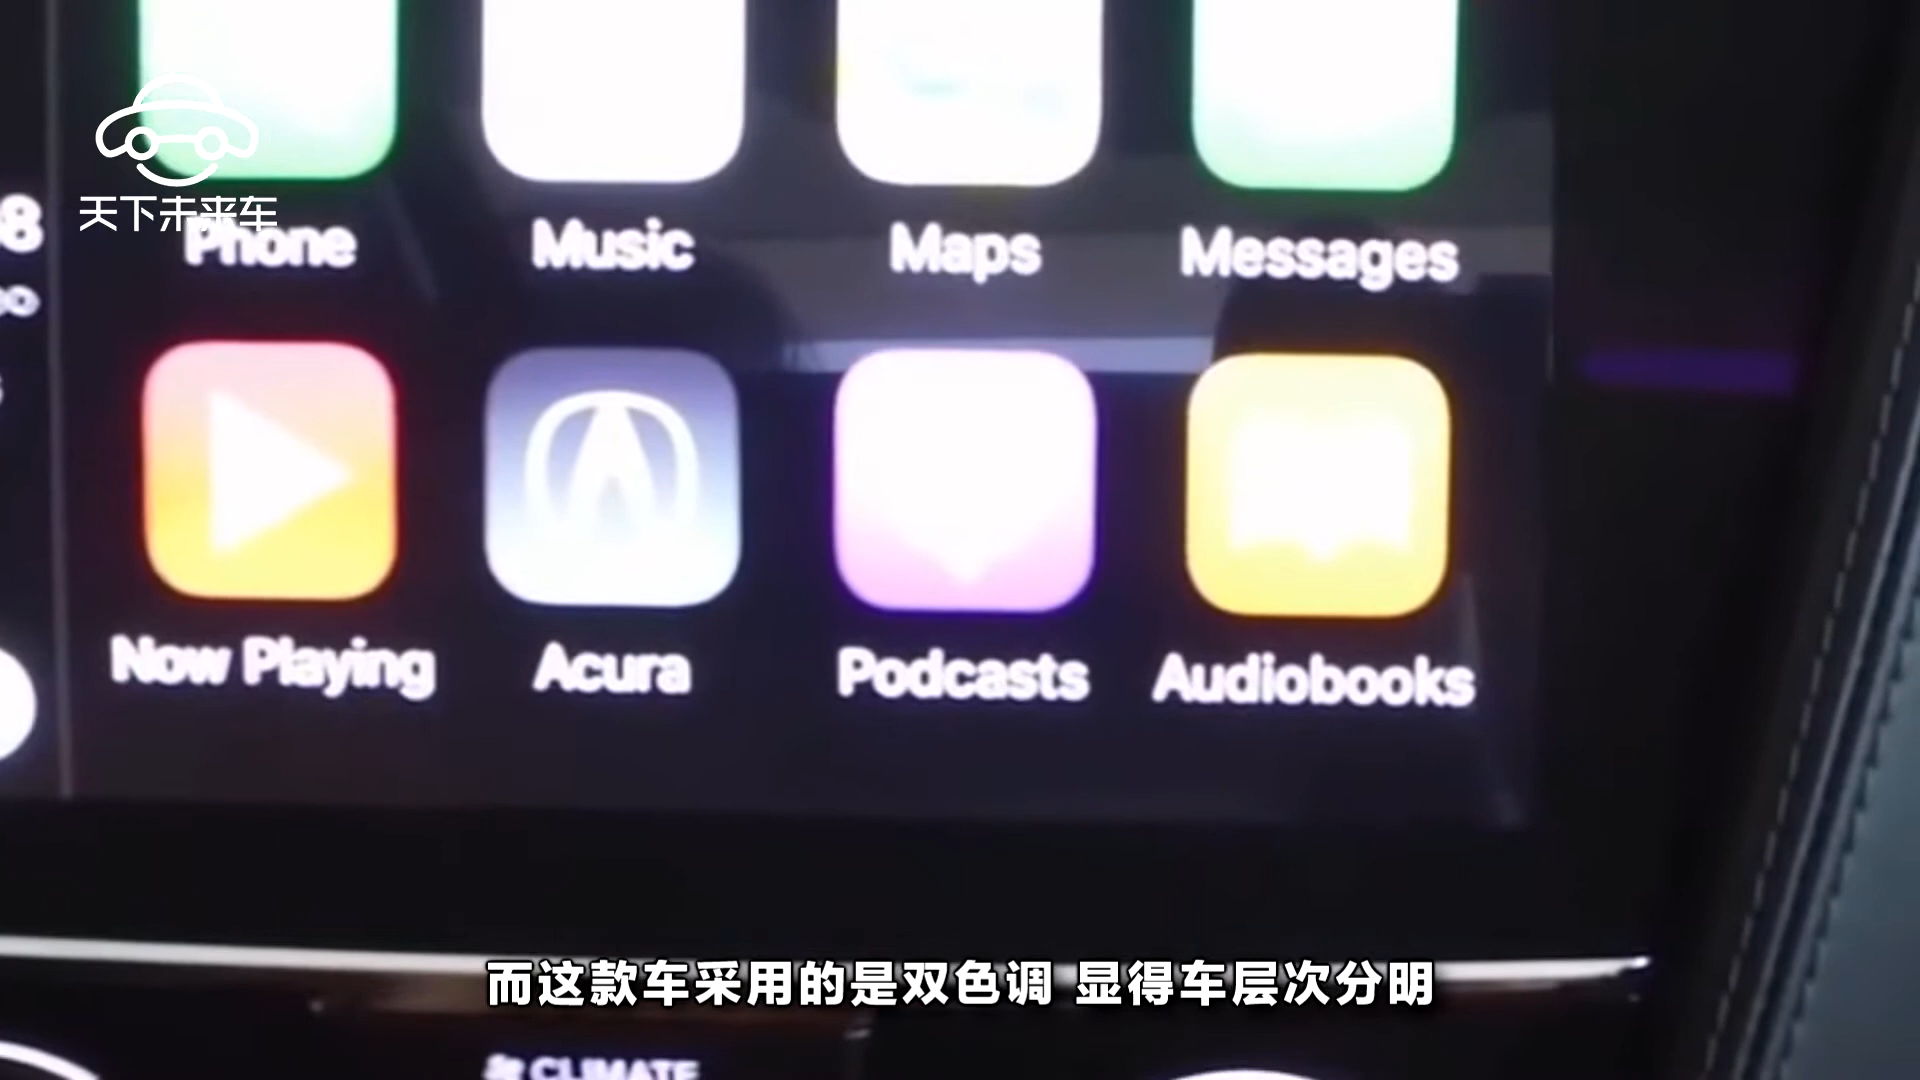 天下未来车
Phone
Music
Maps
Messages
Now Playing
Acura
Podcasts
Audiobooks
而这款车采用的是双色调 显得车层次分明
CLIMATE